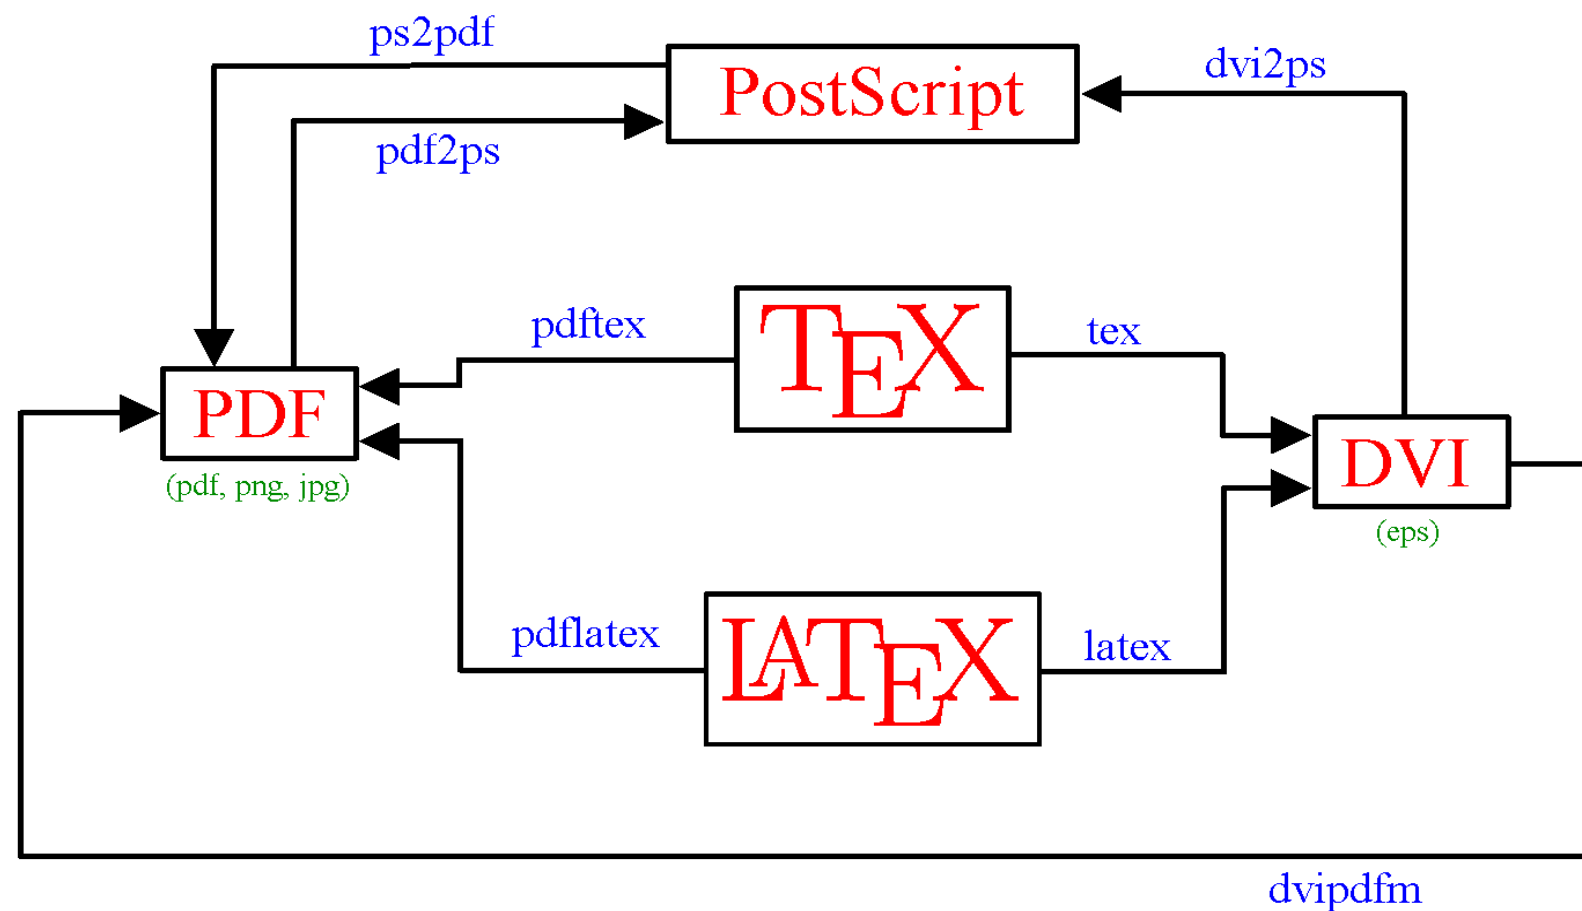 ps2pdf
PostScript
dvi2ps
pdf2ps
pdftex
TEX
tex
PDF
(pdf, png, jpg)
DVI
(eps)
pdflatex
LATEX
latex
dvipdfm